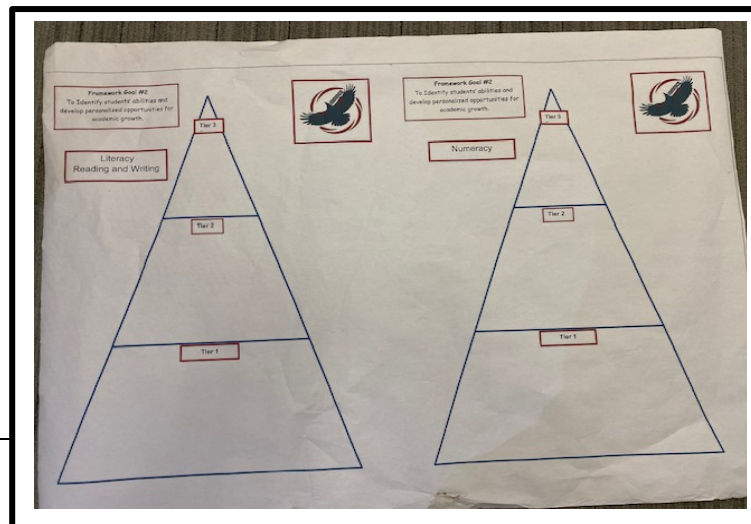 Framework Goal #2
To Identify students' abilities and
develop personalized opportunities for
academic growth.
Tier 3
Literacy
Reading and Writing
Tier 2
Tier 1
Framework Goal #2
To Identify students' abilities and
develop personalized opportunities for
academic growth.
Tier 3
Numeracy
Tier 2
Tier 1